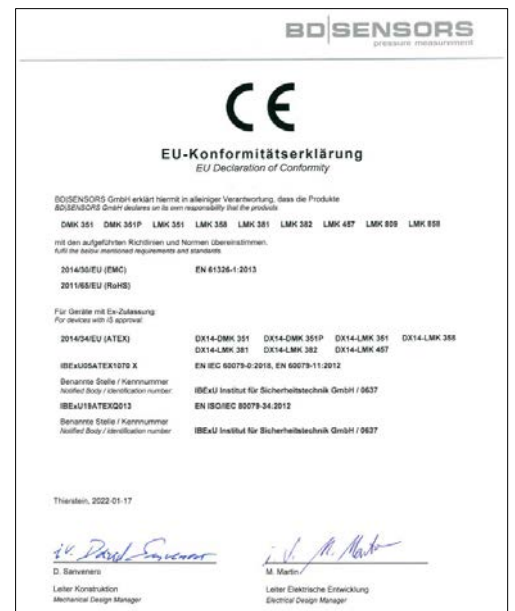 BD|SENSORS
pressure measurement
CE
EU-Konformitätserklärung
EU Declaration of Conformity
BD|SENSORS GmbH erklärt hiermit in alleiniger Verantwortung, dass die Produkte
BD|SENSORS GmbH declares on its own responsibility that the products
DMK 351 DMK 351P LMK 351 LMK 358 LMK 381 LMK 382 LMK 457 LMK 809 LMK 858
mit den aufgeführten Richtlinien und Normen übereinstimmen.
fulfil the below mentioned requirements and standards.
2014/30/EU (EMC) EN 61326-1:2013
2011/65/EU (RoHS)
Für Geräte mit Ex-Zulassung:
For devices with IS approval:
2014/34/EU (ATEX) DX14-DMK 351 DX14-DMK 351P DX14-LMK 351 DX14-LMK 358
DX14-LMK 381 DX14-LMK 382 DX14-LMK 457
IBExU05ATEX1070 X EN IEC 60079-0:2018, EN 60079-11:2012
Benannte Stelle / Kennnummer
Notified Body / identification number IBExU Institut für Sicherheitstechnik GmbH / 0637
IBExU19ATEXQ013 EN ISO/IEC 80079-34:2012
Benannte Stelle / Kennnummer
Notified Body / identification number IBExU Institut für Sicherheitstechnik GmbH / 0637
Thierstein, 2022-01-17
i.V. David Sanvenero i. V. M. Martin
D. Sanvenero M. Martin
Leiter Konstruktion Leiter Elektrische Entwicklung
Mechanical Design Manager Electrical Design Manager